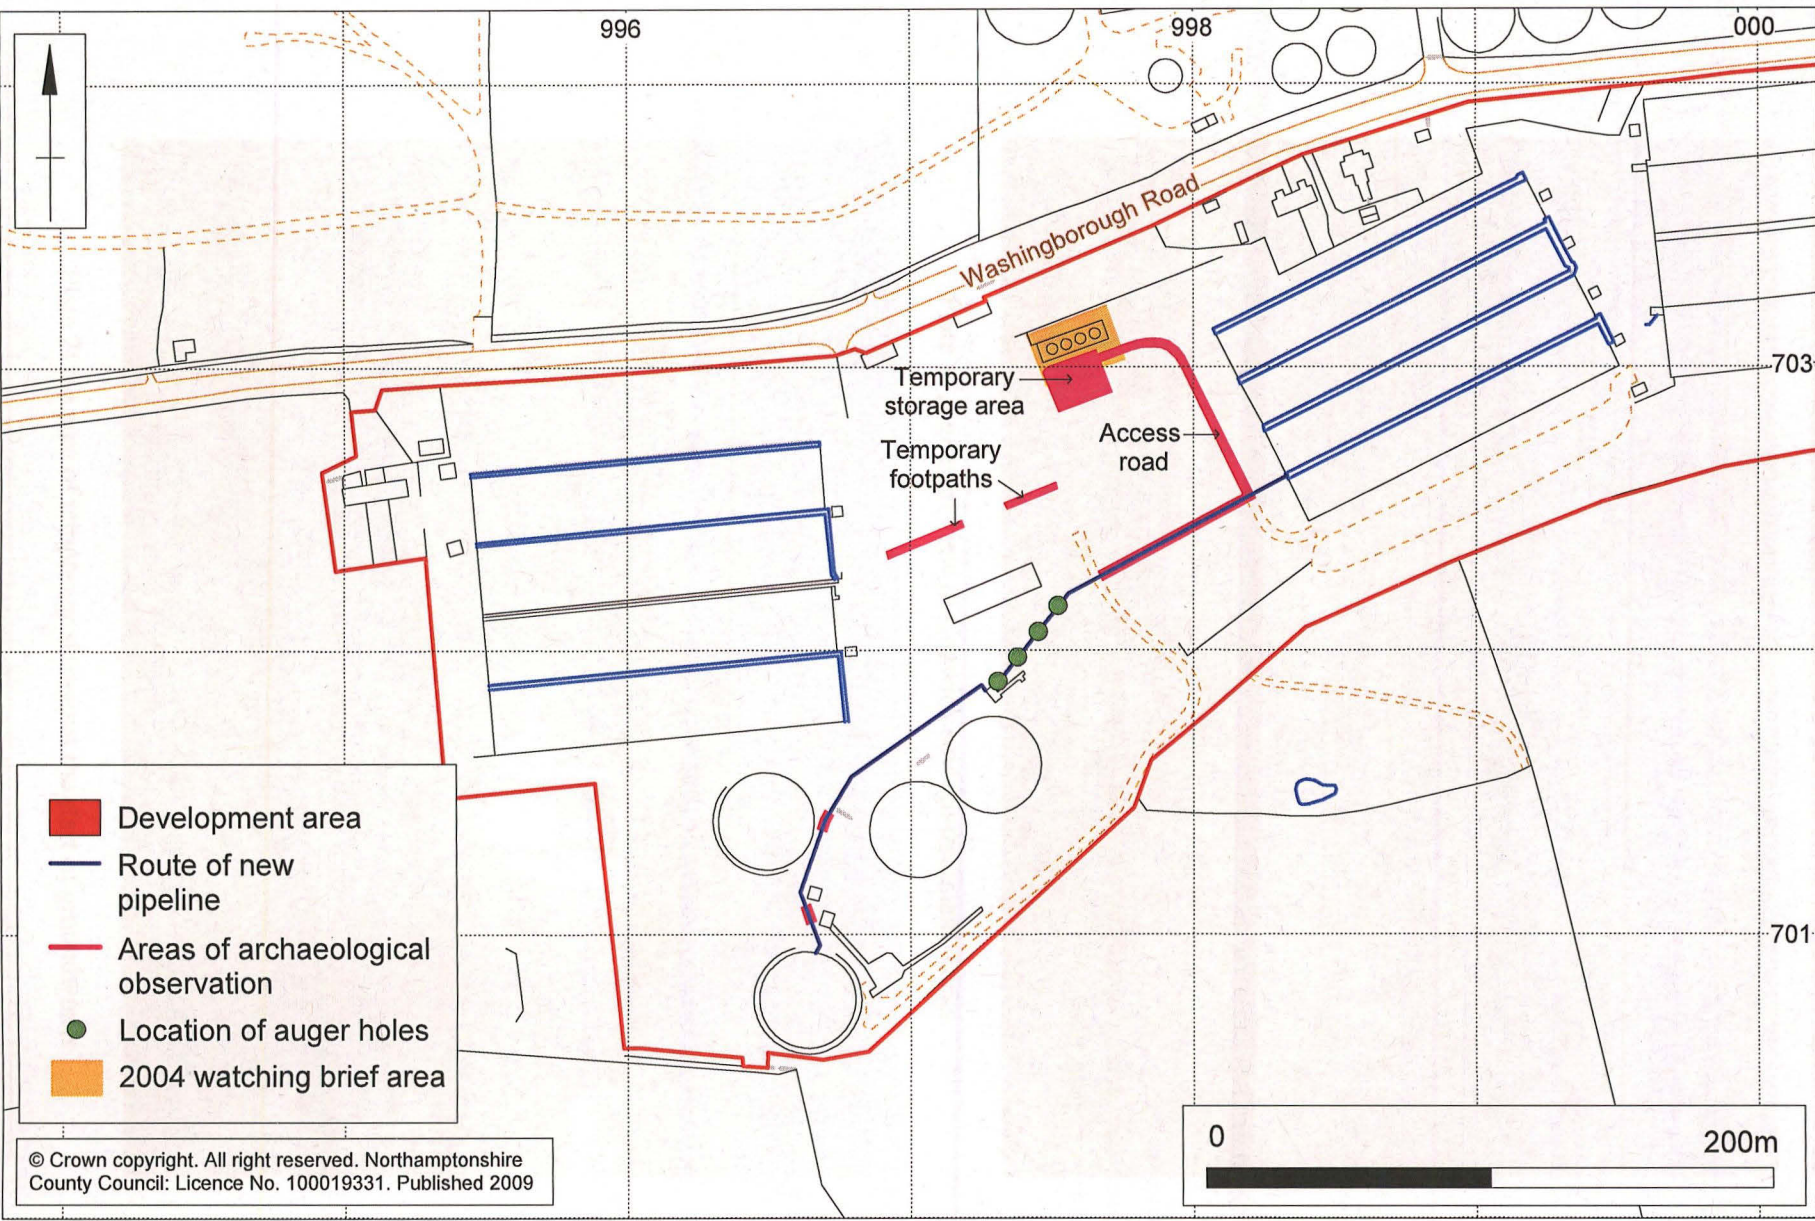 996
998
000
Washingborough Road
703
Temporary
storage area
Access
road
Temporary
footpaths
701
Development area
Route of new
pipeline
Areas of archaeological
observation
Location of auger holes
2004 watching brief area
0
200m
© Crown copyright. All right reserved. Northamptonshire
County Council: Licence No. 100019331. Published 2009